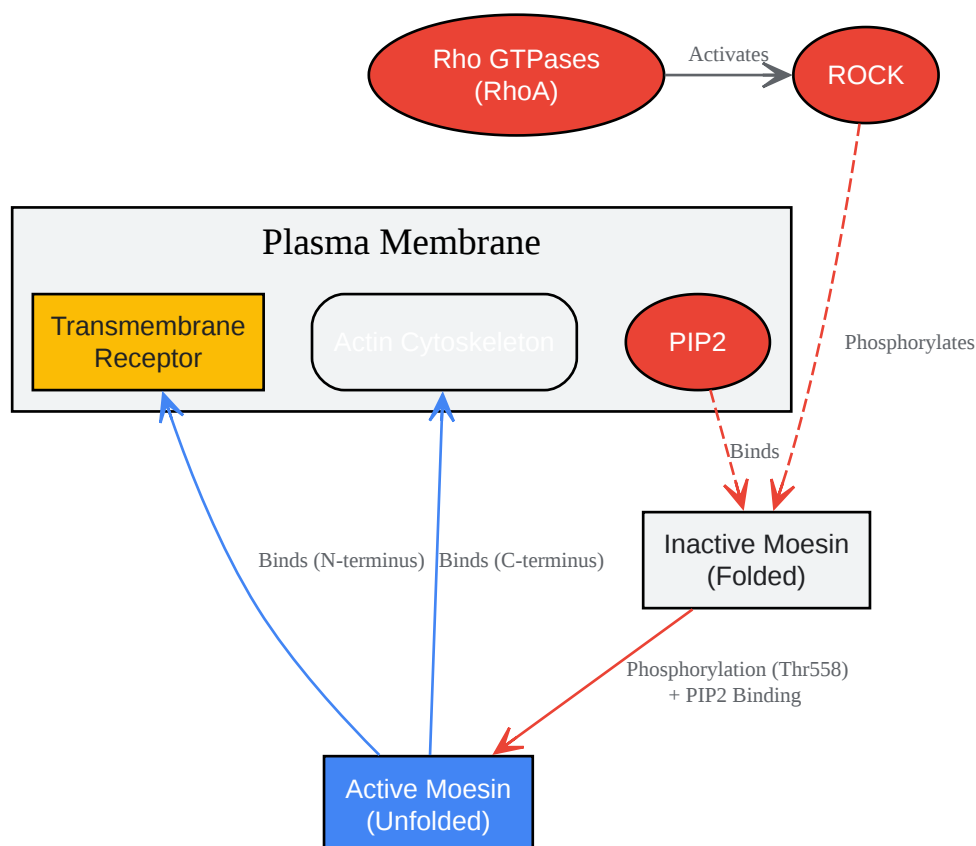 Rho GTPases
(RhoA)
Activates
ROCK
Plasma Membrane
Transmembrane
Receptor
Actin Cytoskeleton
PIP2
Phosphorylates
Binds
Inactive Moesin
(Folded)
Binds (N-terminus)
Binds (C-terminus)
Phosphorylation (Thr558)
+ PIP2 Binding
Active Moesin
(Unfolded)